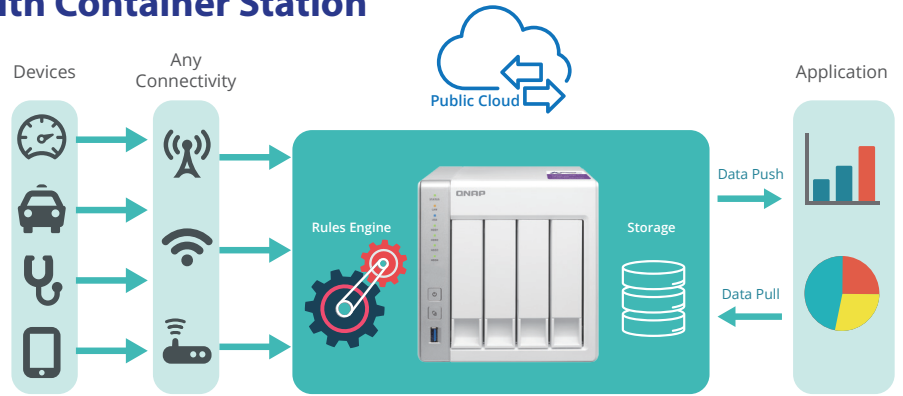 ith Container Station
Devices
Any
Connectivity
Public Cloud
Application
Rules Engine
QNAP
Storage
Data Push
Data Pull